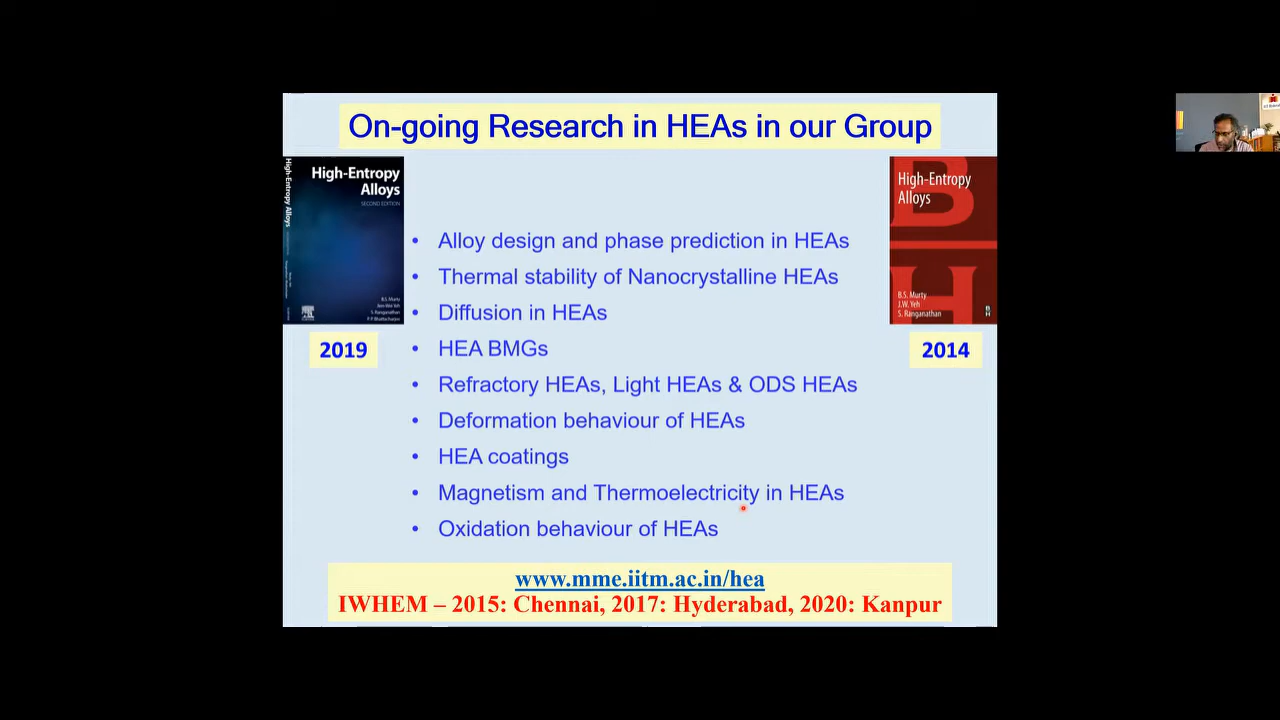 On-going Research in HEAs in our Group
High-Entropy Alloys
High-Entropy
Alloys
SECOND EDITION
B.S. Murty
Jien-Wei Yeh
S. Ranganathan
P. P. Bhattacharjee
2019
High-Entropy
Alloys
B.S. Murty
J.W. Yeh
S. Ranganathan
B
H
2014
• Alloy design and phase prediction in HEAs
• Thermal stability of Nanocrystalline HEAs
• Diffusion in HEAs
• HEA BMGs
• Refractory HEAs, Light HEAs & ODS HEAs
• Deformation behaviour of HEAs
• HEA coatings
• Magnetism and Thermoelectricity in HEAs
• Oxidation behaviour of HEAs
www.mme.iitm.ac.in/hea
IWHEM – 2015: Chennai, 2017: Hyderabad, 2020: Kanpur